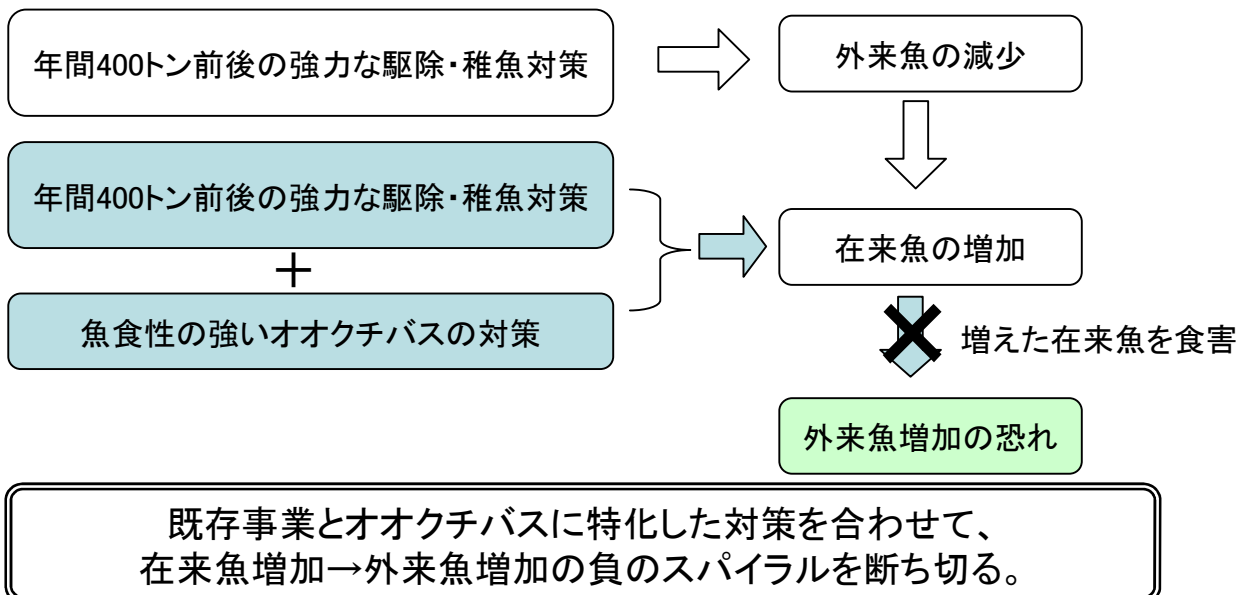 年間400トン前後の強力な駆除・稚魚対策
外来魚の減少
年間400トン前後の強力な駆除・稚魚対策
＋
魚食性の強いオオクチバスの対策
在来魚の増加
増えた在来魚を食害
外来魚増加の恐れ
既存事業とオオクチバスに特化した対策を合わせて、
在来魚増加→外来魚増加の負のスパイラルを断ち切る。